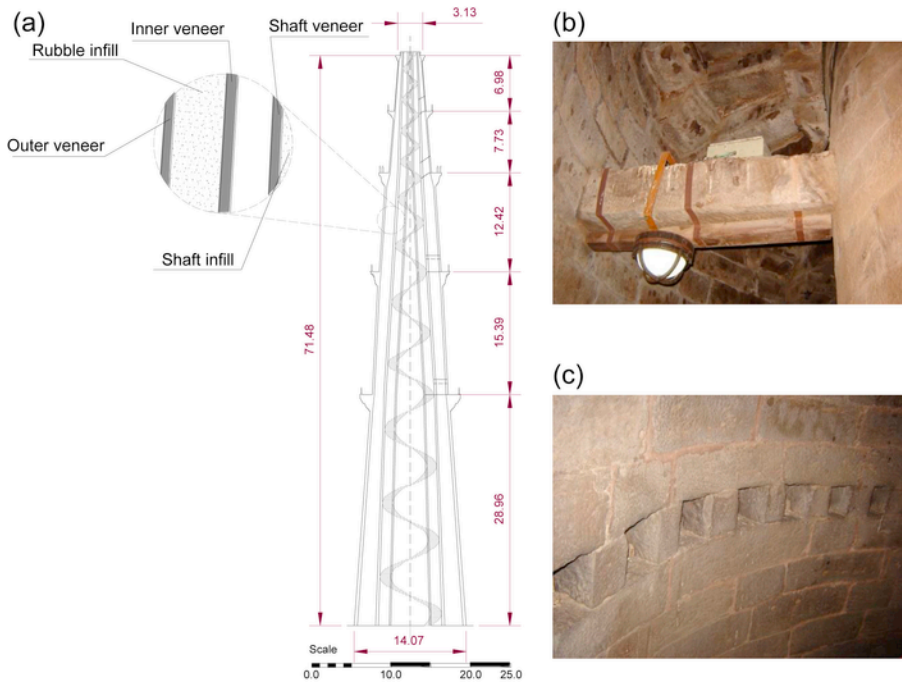 (a)
Inner veneer
Shaft veneer
Rubble infill
Outer veneer
Shaft infill
3.13
6.98
7.73
12.42
15.39
28.96
71.48
14.07
Scale
0.0 10.0 20.0 25.0
(b)
(c)